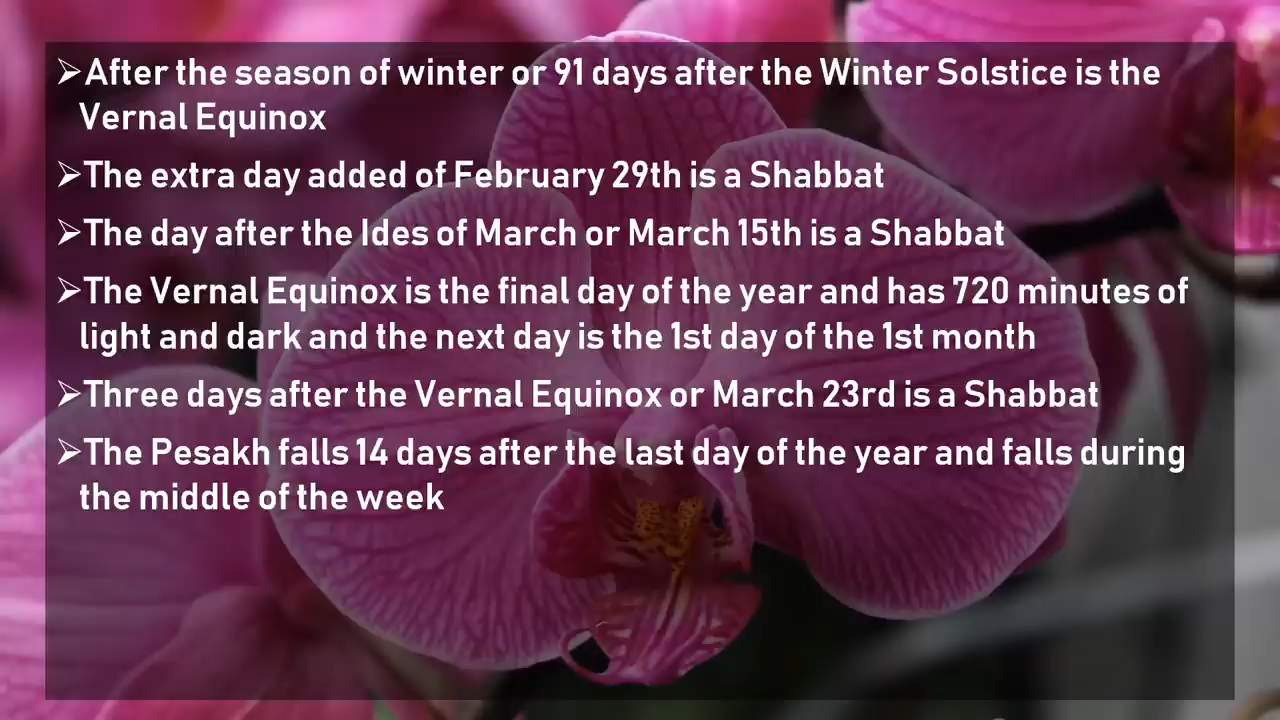 ➢After the season of winter or 91 days after the Winter Solstice is the
Vernal Equinox
➢The extra day added of February 29th is a Shabbat
➢The day after the Ides of March or March 15th is a Shabbat
➢The Vernal Equinox is the final day of the year and has 720 minutes of
light and dark and the next day is the 1st day of the 1st month
➢Three days after the Vernal Equinox or March 23rd is a Shabbat
➢The Pesakh falls 14 days after the last day of the year and falls during
the middle of the week